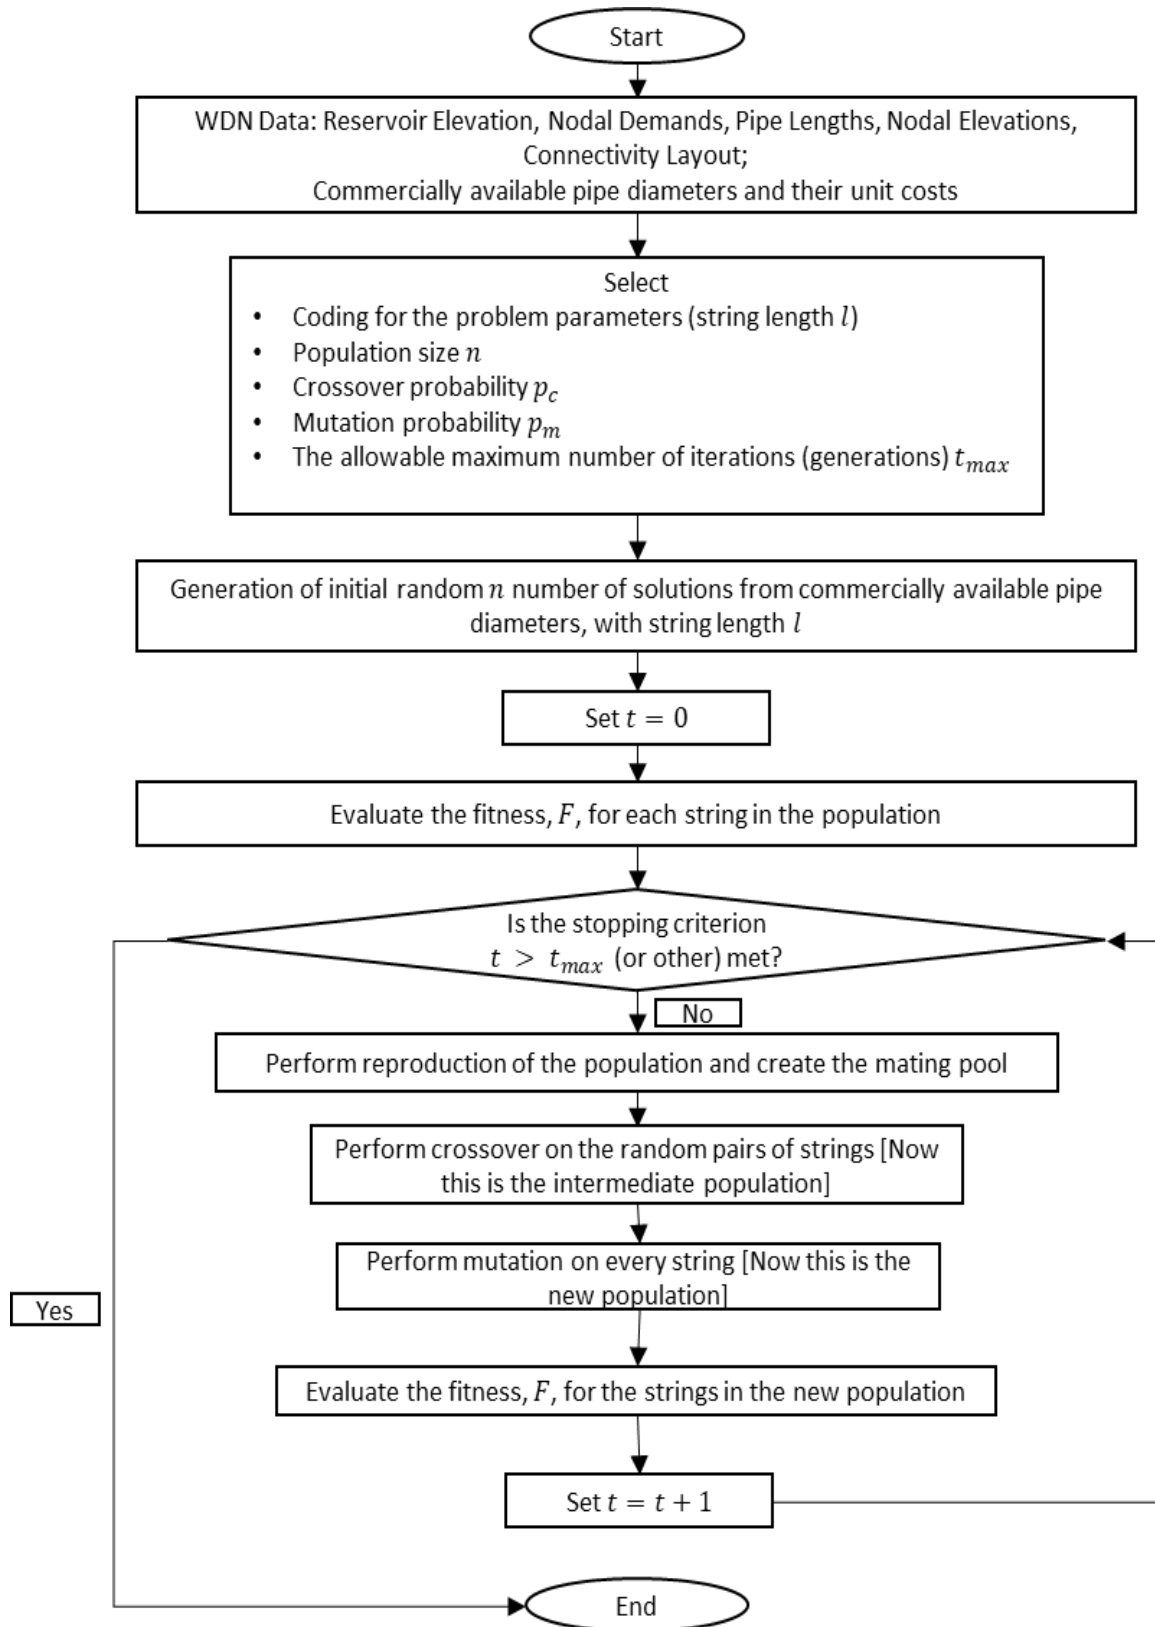 Start
WDN Data: Reservoir Elevation, Nodal Demands, Pipe Lengths, Nodal Elevations,
Connectivity Layout;
Commercially available pipe diameters and their unit costs
Select
• Coding for the problem parameters (string length l)
• Population size n
• Crossover probability p_c
• Mutation probability p_m
• The allowable maximum number of iterations (generations) t_max
Generation of initial random n number of solutions from commercially available pipe
diameters, with string length l
Set t = 0
Evaluate the fitness, F, for each string in the population
Is the stopping criterion
t > t_max (or other) met?
No
Perform reproduction of the population and create the mating pool
Perform crossover on the random pairs of strings [Now
this is the intermediate population]
Perform mutation on every string [Now this is the
new population]
Yes
Evaluate the fitness, F, for the strings in the new population
Set t = t + 1
End